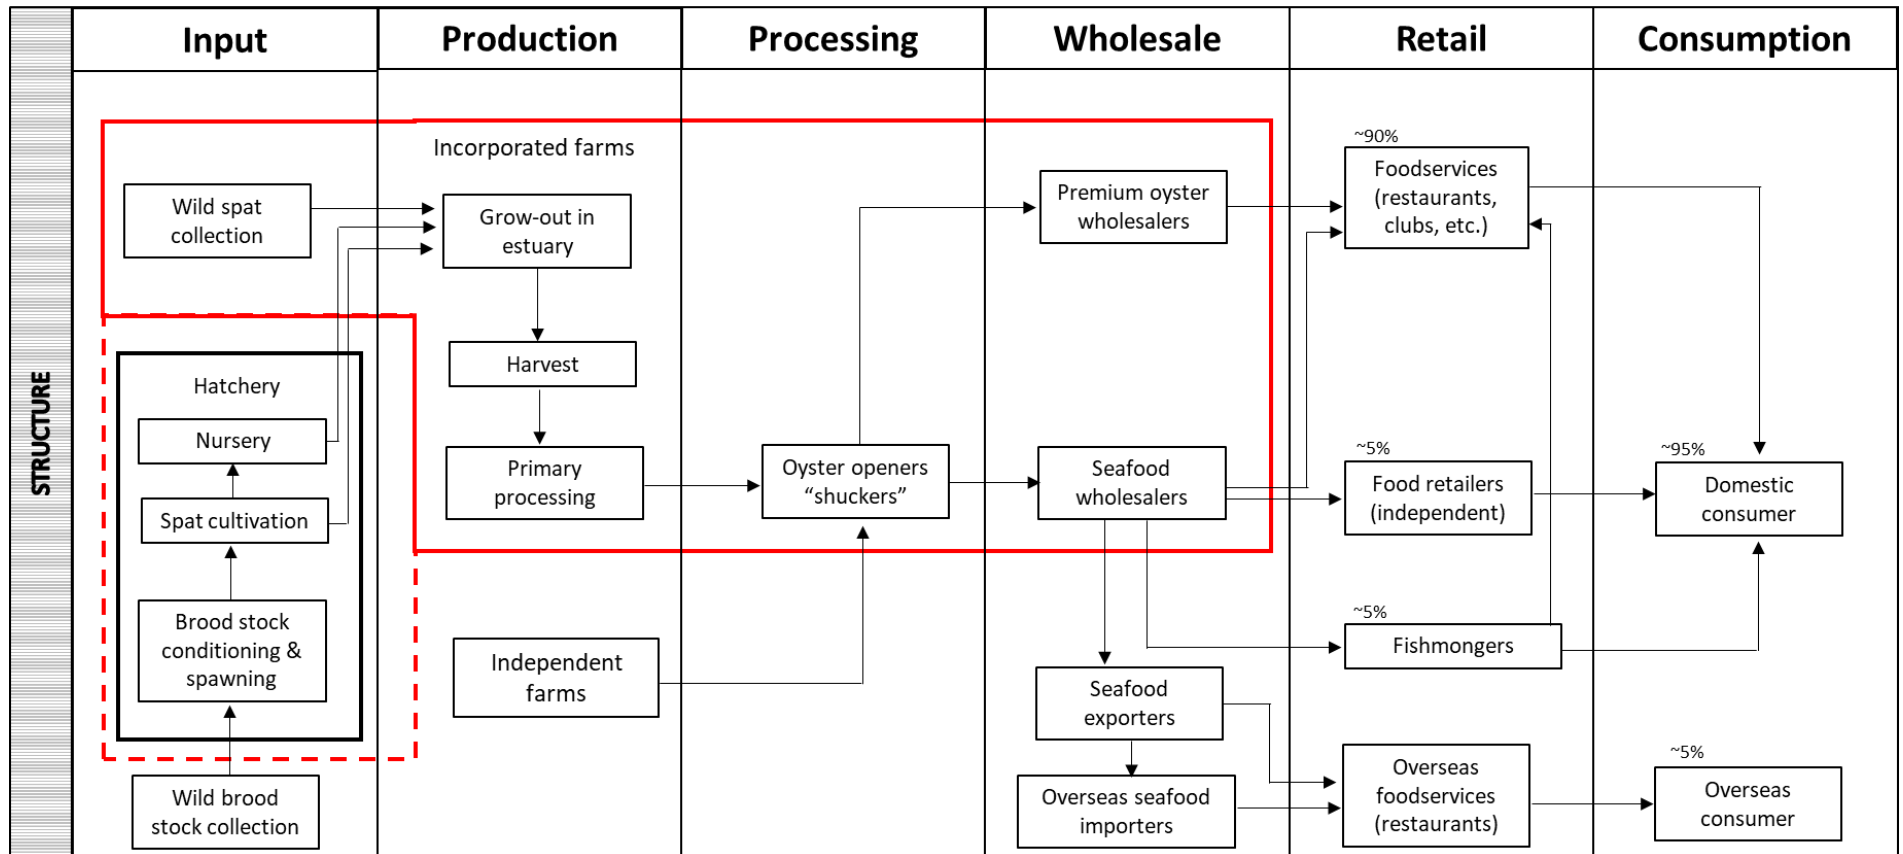 Input
Production
Processing
Wholesale
Retail
Consumption
STRUCTURE
Wild spat
collection
Hatchery
Nursery
Spat cultivation
Brood stock
conditioning &
spawning
Wild brood
stock collection
Incorporated farms
Grow-out in
estuary
Harvest
Primary
processing
Independent
farms
Oyster openers
“shuckers”
Premium oyster
wholesalers
Seafood
wholesalers
Seafood
exporters
Overseas seafood
importers
~90%
Foodservices
(restaurants,
clubs, etc.)
~5%
Food retailers
(independent)
~5%
Fishmongers
Overseas
foodservices
(restaurants)
~95%
Domestic
consumer
~5%
Overseas
consumer